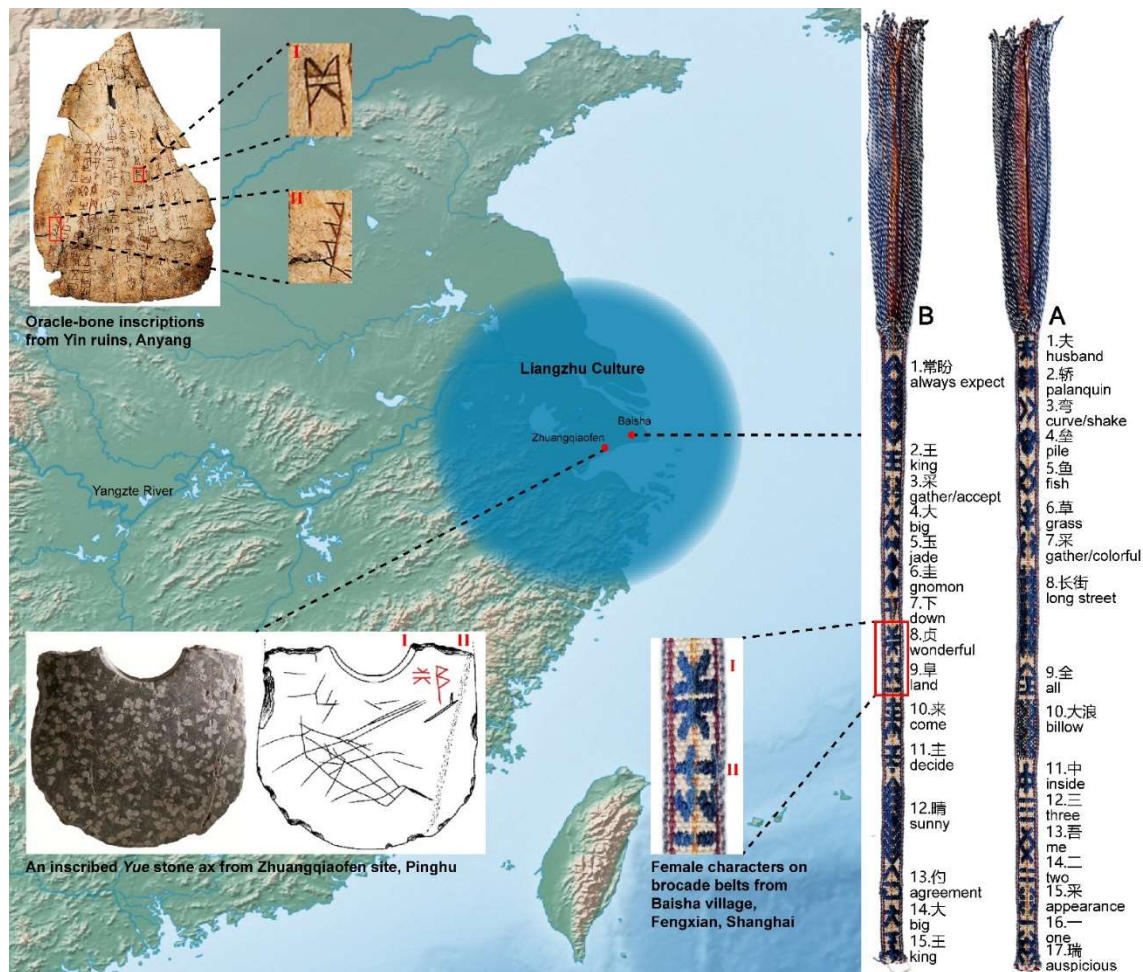 I
II
Oracle-bone inscriptions
from Yin ruins, Anyang
Liangzhu Culture
Baisha
Zhuangqiaofen
Yangzte River
I
II
An inscribed Yue stone ax from Zhuangqiaofen site, Pinghu
I
II
Female characters on
brocade belts from
Baisha village,
Fengxian, Shanghai
B
1.常盼
always expect
2.王
king
3.采
gather/accept
4.大
big
5.玉
jade
6.圭
gnomon
7.下
down
8.贞
wonderful
9.阜
land
10.来
come
11.主
decide
12.晴
sunny
13.约
agreement
14.大
big
15.王
king
A
1.夫
husband
2.轿
palanquin
3.弯
curve/shake
4.垒
pile
5.鱼
fish
6.草
grass
7.采
gather/colorful
8.长街
long street
9.全
all
10.大浪
billow
11.中
inside
12.三
three
13.吾
me
14.二
two
15.采
appearance
16.一
one
17.瑞
auspicious